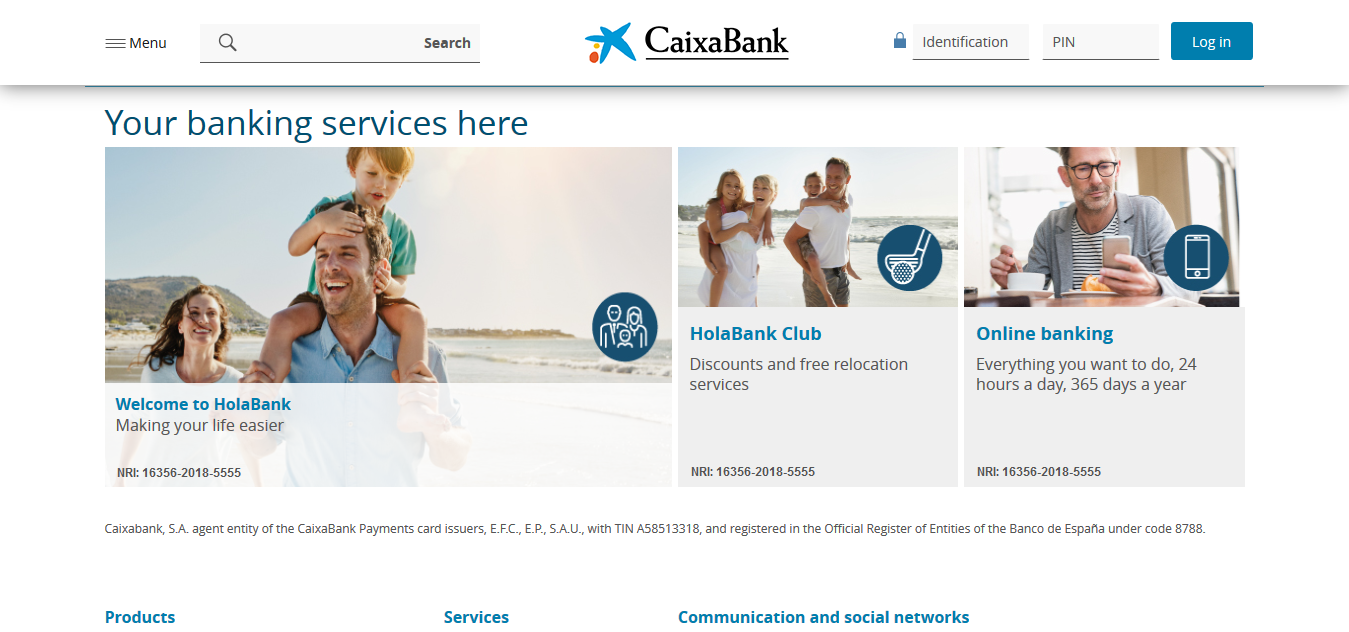 Menu
Search
CaixaBank
Identification
PIN
Log in
Your banking services here
Welcome to HolaBank
Making your life easier
NRI: 16356-2018-5555
HolaBank Club
Discounts and free relocation
services
NRI: 16356-2018-5555
Online banking
Everything you want to do, 24
hours a day, 365 days a year
NRI: 16356-2018-5555
Caixabank, S.A. agent entity of the CaixaBank Payments card issuers, E.F.C., E.P., S.A.U., with TIN A58513318, and registered in the Official Register of Entities of the Banco de España under code 8788.
Products
Services
Communication and social networks